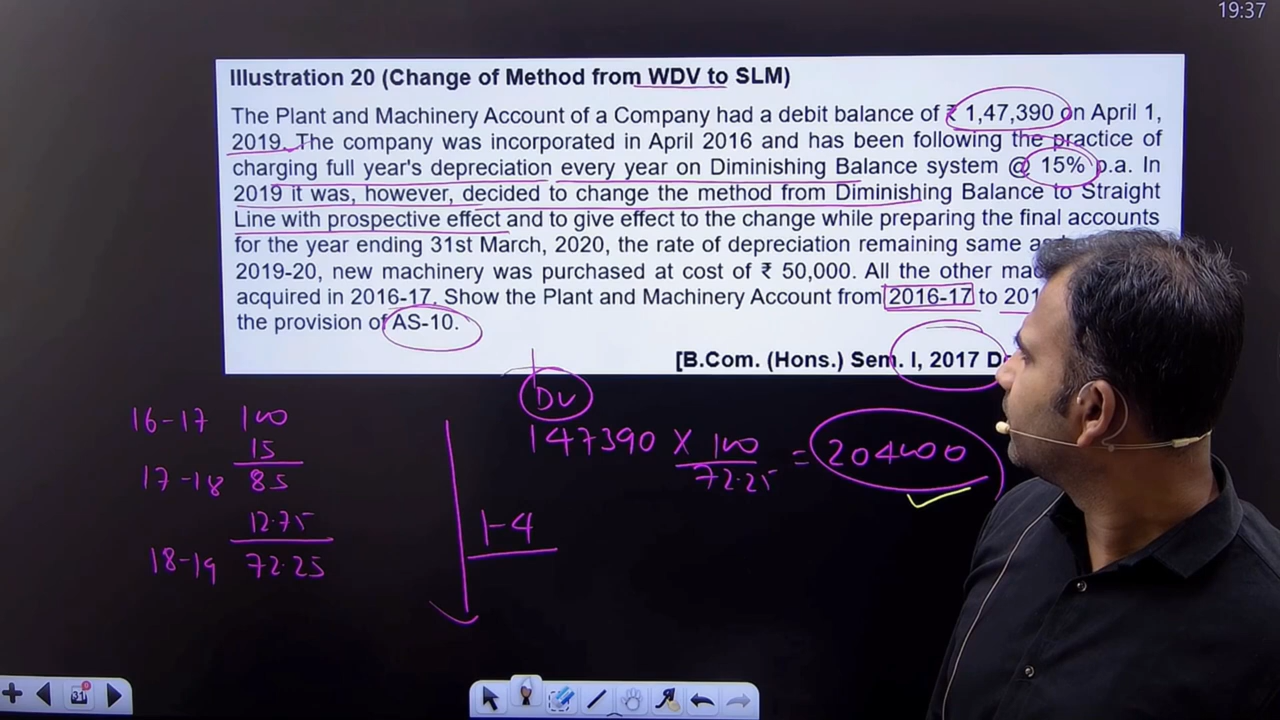 19:37
Illustration 20 (Change of Method from WDV to SLM)
The Plant and Machinery Account of a Company had a debit balance of ₹ 1,47,390 on April 1,
2019. The company was incorporated in April 2016 and has been following the practice of
charging full year's depreciation every year on Diminishing Balance system @ 15% p.a. In
2019 it was, however, decided to change the method from Diminishing Balance to Straight
Line with prospective effect and to give effect to the change while preparing the final accounts
for the year ending 31st March, 2020, the rate of depreciation remaining same as
2019-20, new machinery was purchased at cost of ₹ 50,000. All the other
acquired in 2016-17. Show the Plant and Machinery Account from 2016-17 to
the provision of AS-10.
[B.Com. (Hons.) Sem. I, 2017
DV
16-17 100
15
17-18 85
12.75
18-19 72.25
1-4
147390 X 100
72.25
= 204000
31